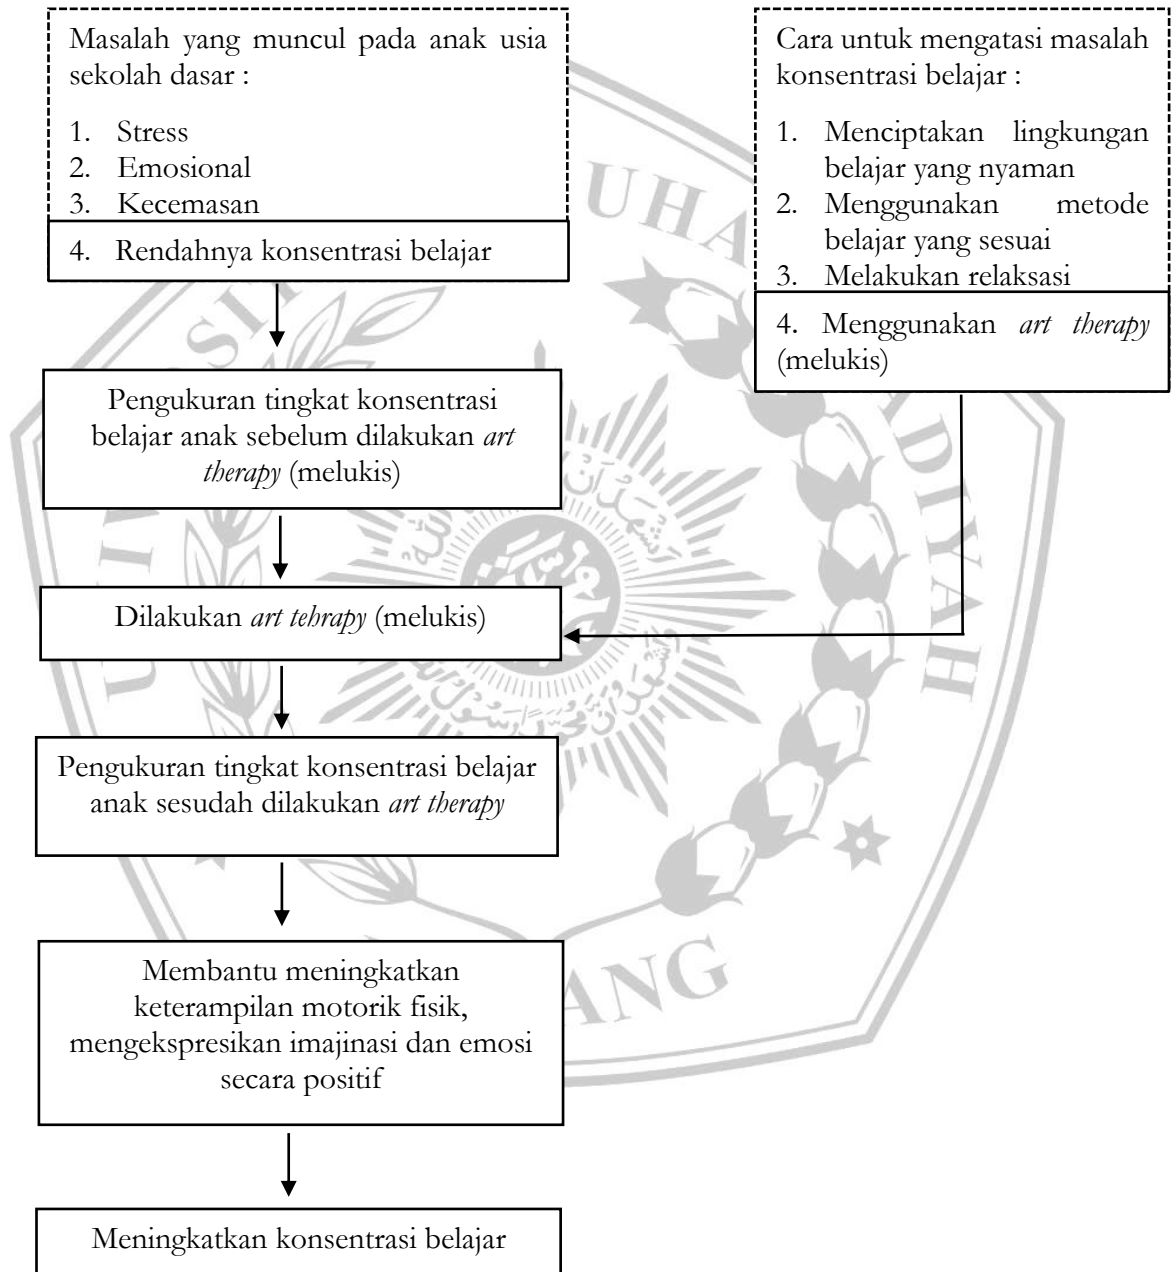 Masalah yang muncul pada anak usia
sekolah dasar :
1. Stress
2. Emosional
3. Kecemasan
4. Rendahnya konsentrasi belajar
Cara untuk mengatasi masalah
konsentrasi belajar :
1. Menciptakan lingkungan
belajar yang nyaman
2. Menggunakan metode
belajar yang sesuai
3. Melakukan relaksasi
4. Menggunakan art therapy
(melukis)
Pengukuran tingkat konsentrasi
belajar anak sebelum dilakukan art
therapy (melukis)
Dilakukan art tehrapy (melukis)
Pengukuran tingkat konsentrasi belajar
anak sesudah dilakukan art therapy
Membantu meningkatkan
keterampilan motorik fisik,
mengekspresikan imajinasi dan emosi
secara positif
Meningkatkan konsentrasi belajar